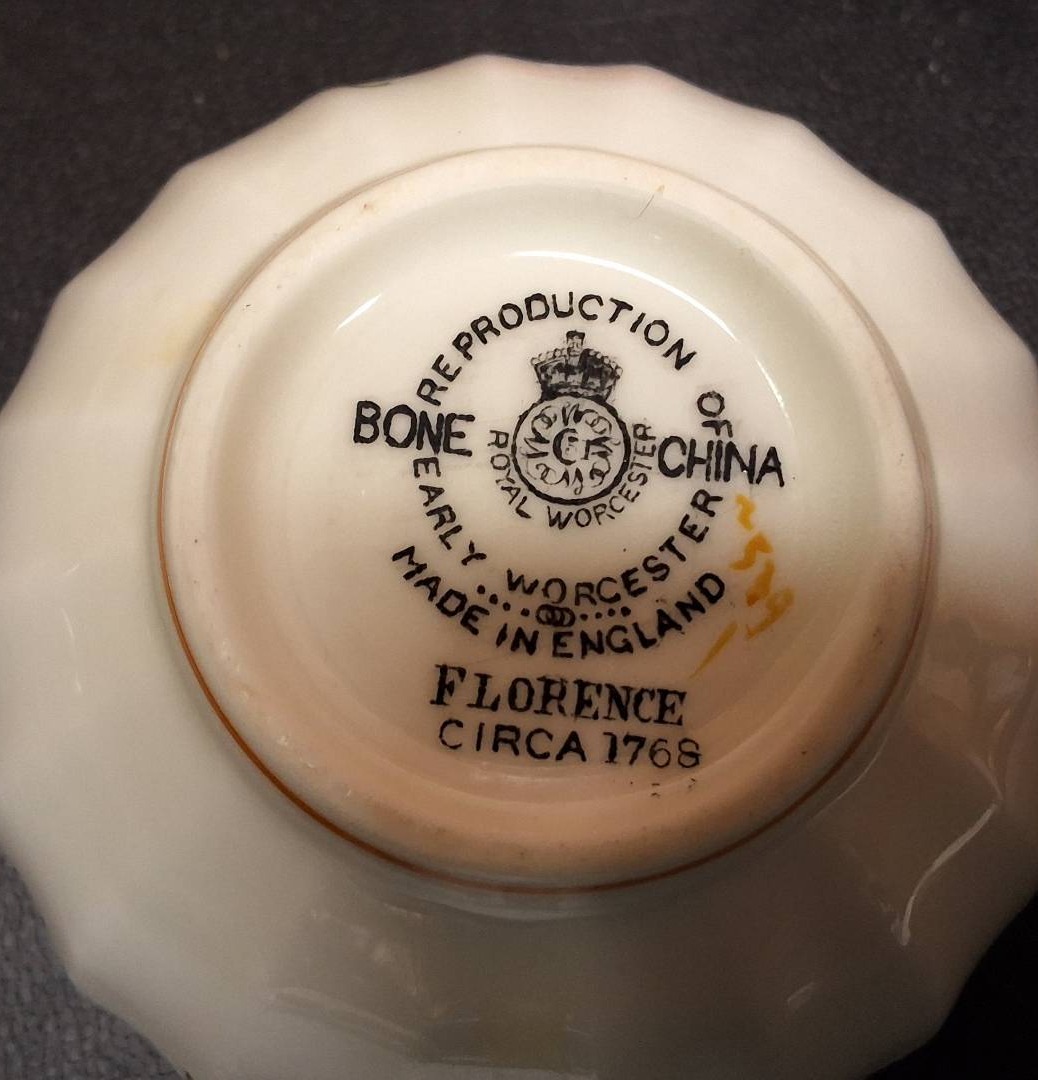 REPRODUCTION OF
BONE CHINA
ROYAL WORCESTER
EARLY WORCESTER
MADE IN ENGLAND
FLORENCE
CIRCA 1768